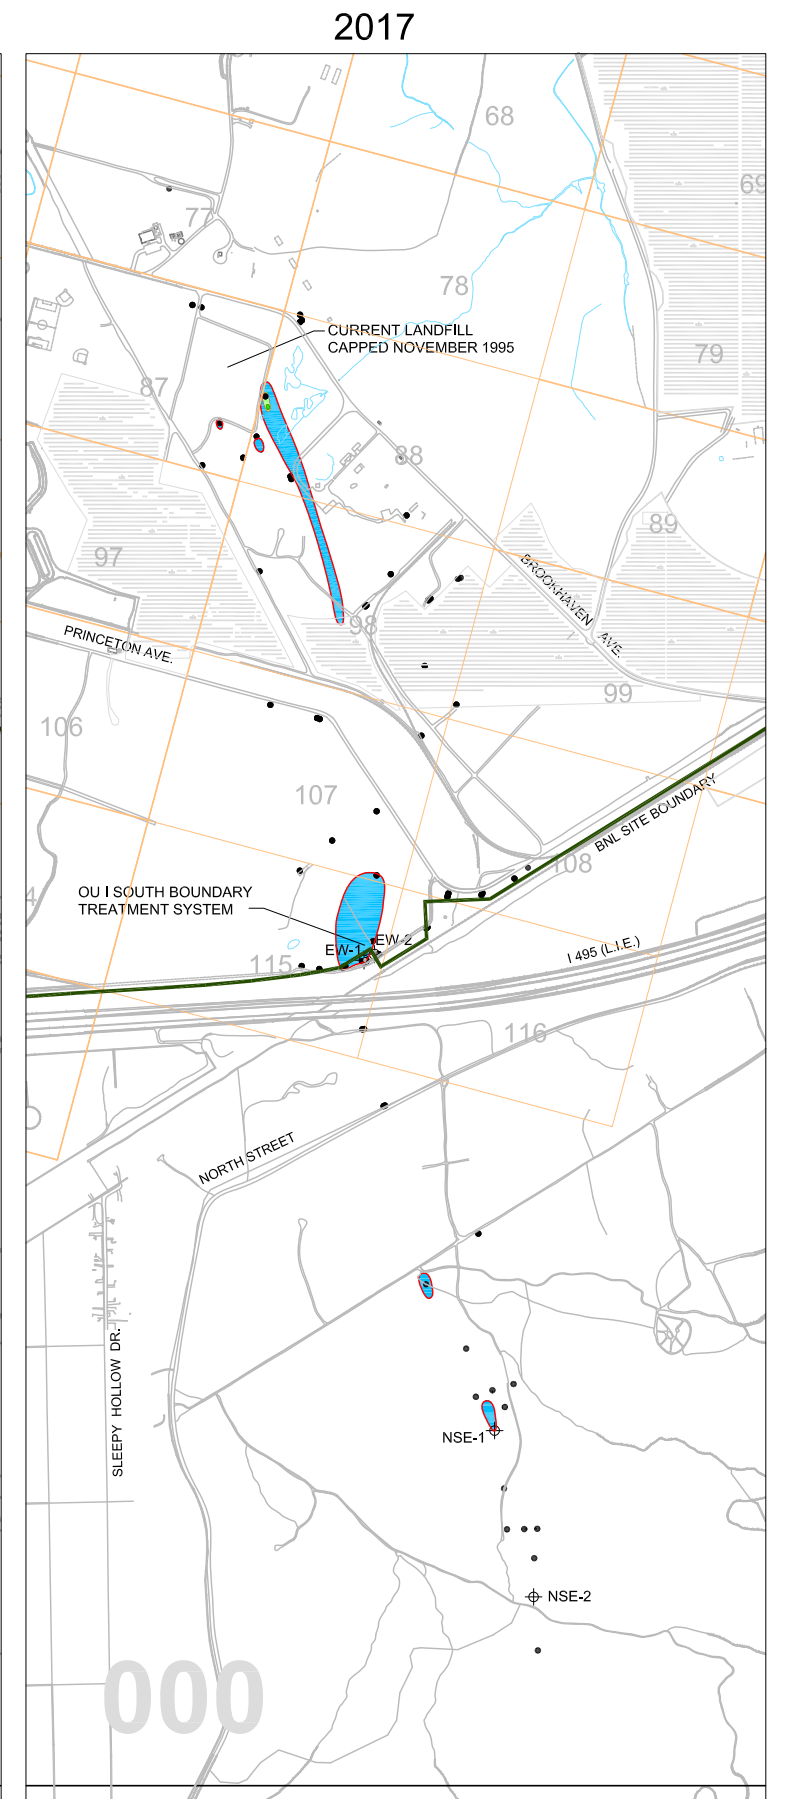 2017
68
69
77
78
CURRENT LANDFILL
CAPPED NOVEMBER 1995
79
87
88
89
97
BROOKHAVEN AVE.
98
PRINCETON AVE.
99
106
107
BNL SITE BOUNDARY
108
OU I SOUTH BOUNDARY
TREATMENT SYSTEM
EW-1
EW-2
I 495 (L.I.E.)
115
116
NORTH STREET
SLEEPY HOLLOW DR.
NSE-1
NSE-2
000